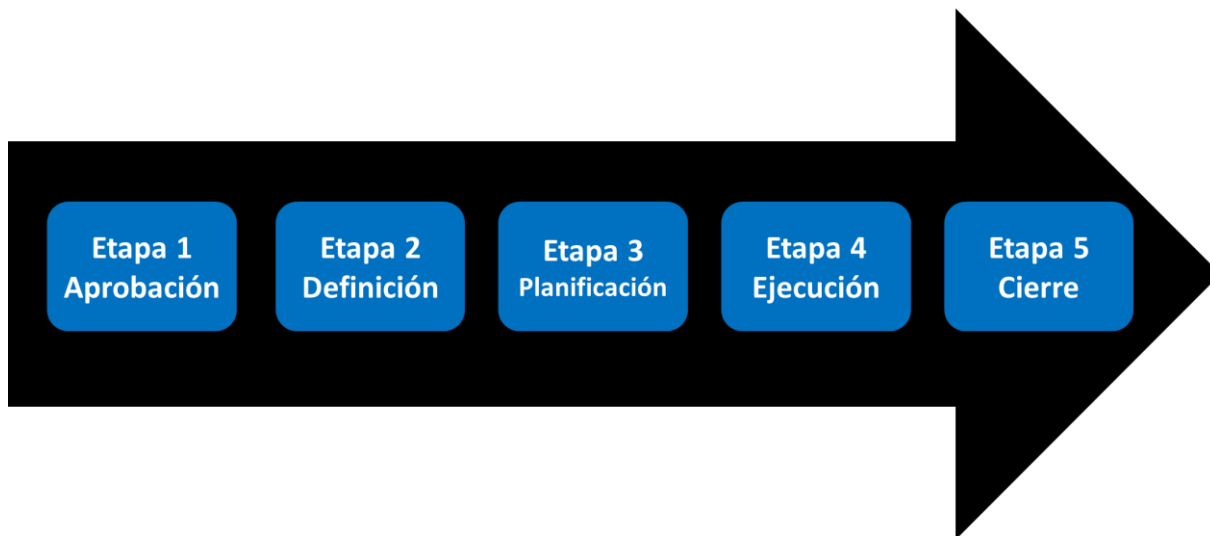 Etapa 1
Aprobación
Etapa 2
Definición
Etapa 3
Planificación
Etapa 4
Ejecución
Etapa 5
Cierre